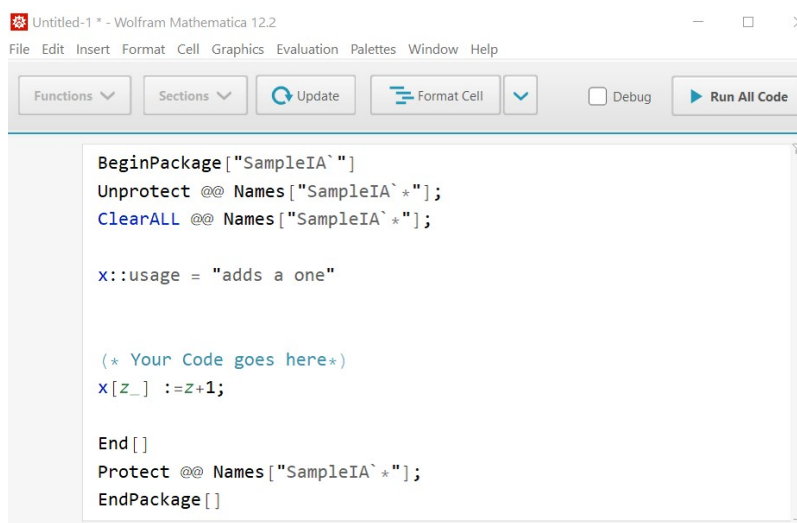 Untitled-1 * - Wolfram Mathematica 12.2
File Edit Insert Format Cell Graphics Evaluation Palettes Window Help
Functions Sections Update Format Cell Debug Run All Code
BeginPackage["SampleIA`"]
Unprotect @@ Names["SampleIA`*"];
ClearALL @@ Names["SampleIA`*"];
x::usage = "adds a one"
(* Your Code goes here*)
x[z_] :=z+1;
End[]
Protect @@ Names["SampleIA`*"];
EndPackage[]